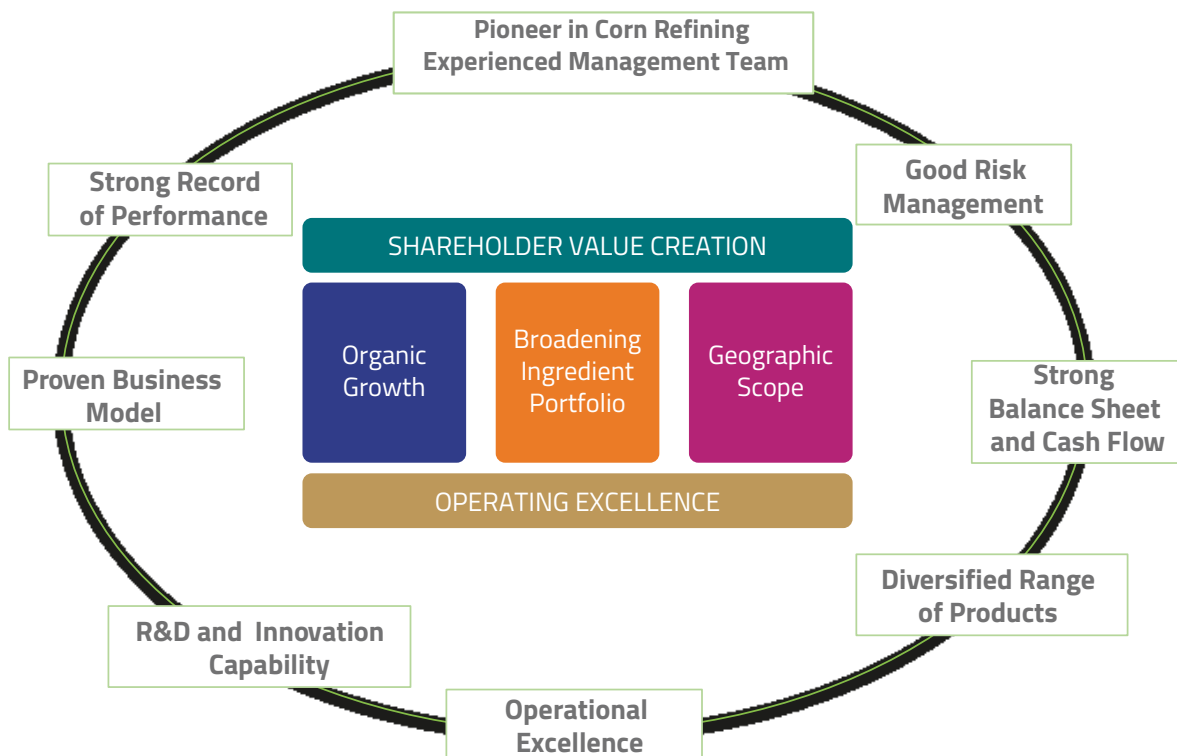 Pioneer in Corn Refining
Experienced Management Team
Strong Record
of Performance
Good Risk
Management
SHAREHOLDER VALUE CREATION
Organic
Growth
Broadening
Ingredient
Portfolio
Geographic
Scope
Proven Business
Model
Strong
Balance Sheet
and Cash Flow
OPERATING EXCELLENCE
Diversified Range
of Products
R&D and  Innovation
Capability
Operational
Excellence